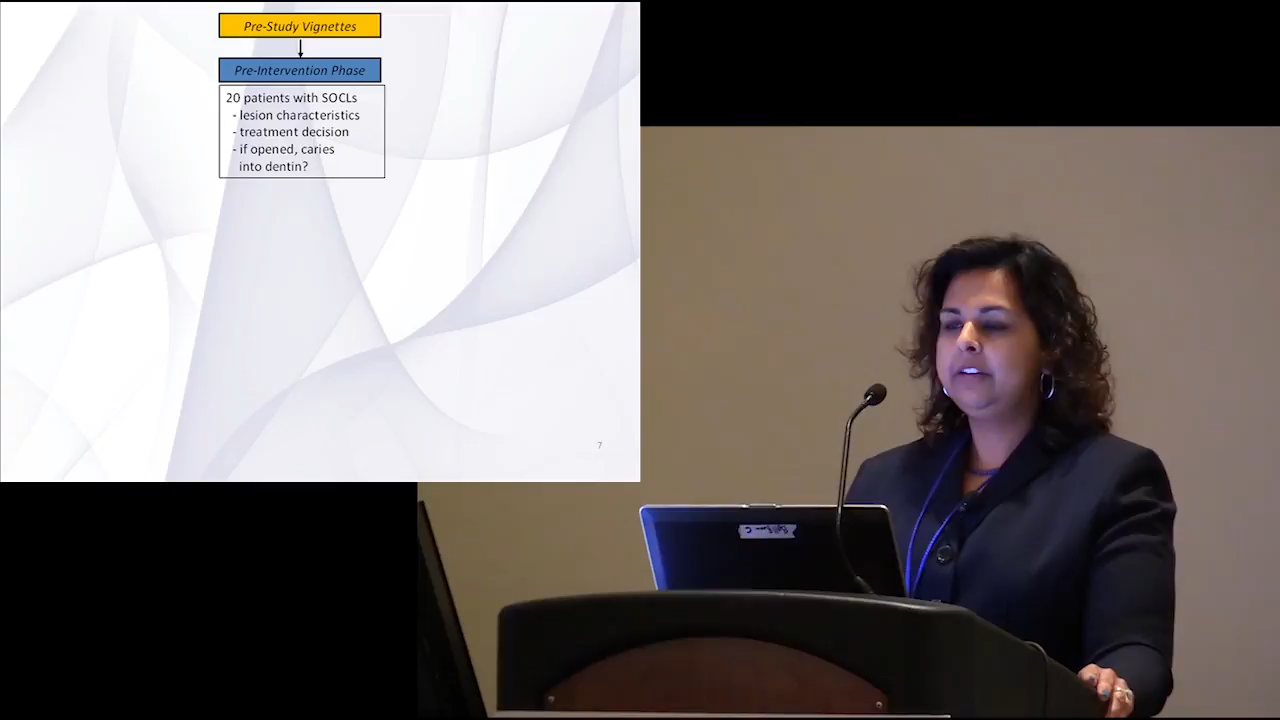 Pre-Study Vignettes
Pre-Intervention Phase
20 patients with SOCLs
- lesion characteristics
- treatment decision
- if opened, caries
into dentin?
7